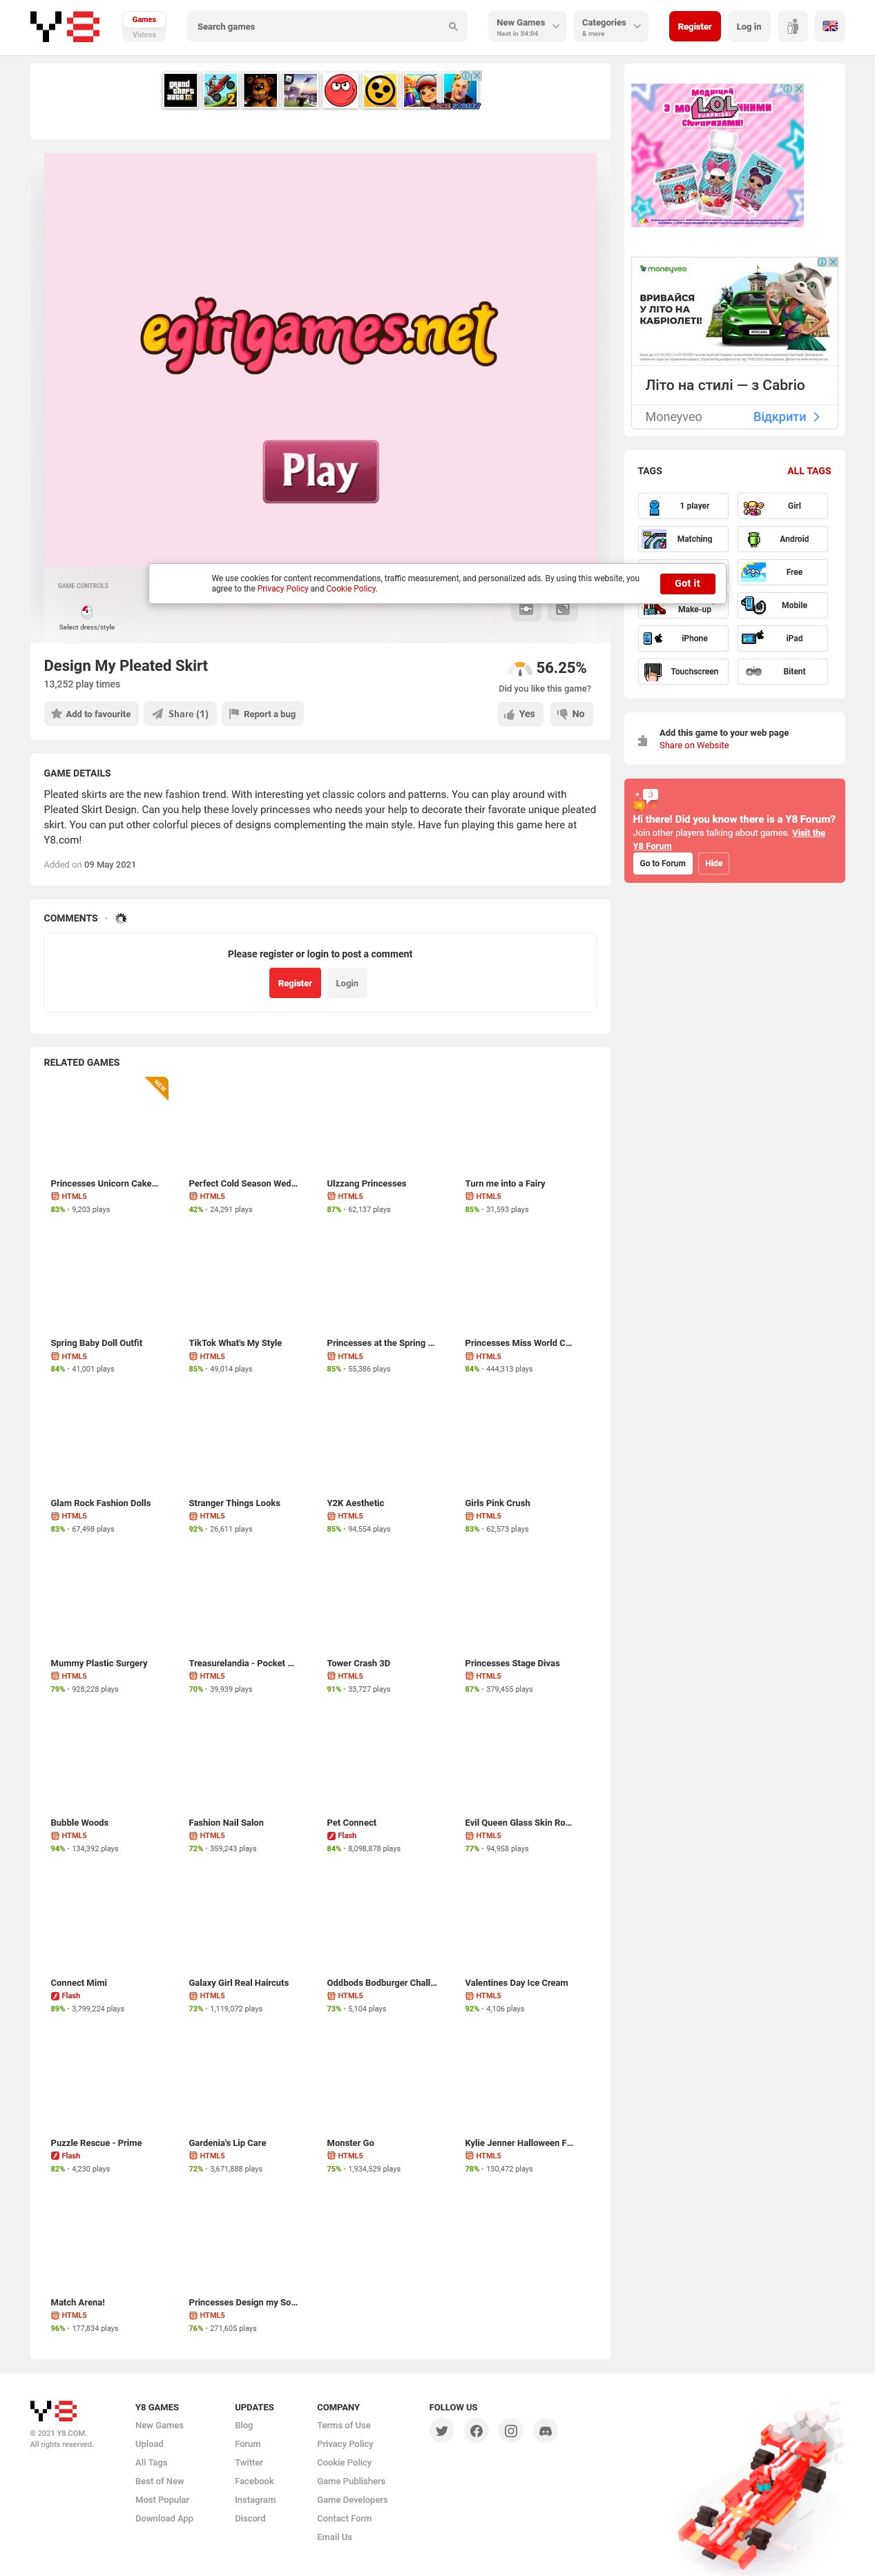 Y8
Games
Videos
Search games
New Games
Next in 54:04
Categories
& more
Register
Log in
grand
theft
auto III
2
МОДНИЧАЙ
З МОЛОЧНИМИ
СЮРПРИЗАМИ!
L.O.L.
SURPRISE!
moneyveo
ВРИВАЙСЯ
У ЛІТО НА
КАБРІОЛЕТІ!
Літо на стилі — з Cabrio
Moneyveo
Відкрити
egirlgames.net
Play
GAME CONTROLS
Select dress/style
We use cookies for content recommendations, traffic measurement, and personalized ads. By using this website, you
agree to the Privacy Policy and Cookie Policy.
Got it
TAGS
ALL TAGS
1 player
Girl
Matching
Android
Free
Make-up
Mobile
iPhone
iPad
Touchscreen
Bitent
Design My Pleated Skirt
13,252 play times
56.25%
Did you like this game?
Add to favourite
Share (1)
Report a bug
Yes
No
Add this game to your web page
Share on Website
GAME DETAILS
Pleated skirts are the new fashion trend. With interesting yet classic colors and patterns. You can play around with
Pleated Skirt Design. Can you help these lovely princesses who needs your help to decorate their favorate unique pleated
skirt. You can put other colorful pieces of designs complementing the main style. Have fun playing this game here at
Y8.com!
Added on 09 May 2021
Hi there! Did you know there is a Y8 Forum?
Join other players talking about games. Visit the
Y8 Forum
Go to Forum
Hide
COMMENTS
Please register or login to post a comment
Register
Login
RELATED GAMES
NEW
Princesses Unicorn Cake...
HTML5
83% • 9,203 plays
Perfect Cold Season Wed...
HTML5
42% • 24,291 plays
Ulzzang Princesses
HTML5
87% • 62,137 plays
Turn me into a Fairy
HTML5
85% • 31,593 plays
Spring Baby Doll Outfit
HTML5
84% • 41,001 plays
TikTok What's My Style
HTML5
85% • 49,014 plays
Princesses at the Spring ...
HTML5
85% • 55,386 plays
Princesses Miss World C...
HTML5
84% • 444,313 plays
Glam Rock Fashion Dolls
HTML5
83% • 67,498 plays
Stranger Things Looks
HTML5
92% • 26,611 plays
Y2K Aesthetic
HTML5
85% • 94,554 plays
Girls Pink Crush
HTML5
83% • 62,573 plays
Mummy Plastic Surgery
HTML5
79% • 928,228 plays
Treasurelandia - Pocket ...
HTML5
70% • 39,939 plays
Tower Crash 3D
HTML5
91% • 33,727 plays
Princesses Stage Divas
HTML5
87% • 379,455 plays
Bubble Woods
HTML5
94% • 134,392 plays
Fashion Nail Salon
HTML5
72% • 359,243 plays
Pet Connect
Flash
84% • 8,098,878 plays
Evil Queen Glass Skin Ro...
HTML5
77% • 94,958 plays
Connect Mimi
Flash
89% • 3,799,224 plays
Galaxy Girl Real Haircuts
HTML5
73% • 1,119,072 plays
Oddbods Bodburger Chall...
HTML5
73% • 5,104 plays
Valentines Day Ice Cream
HTML5
92% • 4,106 plays
Puzzle Rescue - Prime
Flash
82% • 4,230 plays
Gardenia's Lip Care
HTML5
72% • 3,671,888 plays
Monster Go
HTML5
75% • 1,934,529 plays
Kylie Jenner Halloween F...
HTML5
78% • 130,472 plays
Match Arena!
HTML5
96% • 177,834 plays
Princesses Design my So...
HTML5
76% • 271,605 plays
Y8
© 2021 Y8.COM.
All rights reserved.
Y8 GAMES
New Games
Upload
All Tags
Best of New
Most Popular
Download App
UPDATES
Blog
Forum
Twitter
Facebook
Instagram
Discord
COMPANY
Terms of Use
Privacy Policy
Cookie Policy
Game Publishers
Game Developers
Contact Form
Email Us
FOLLOW US